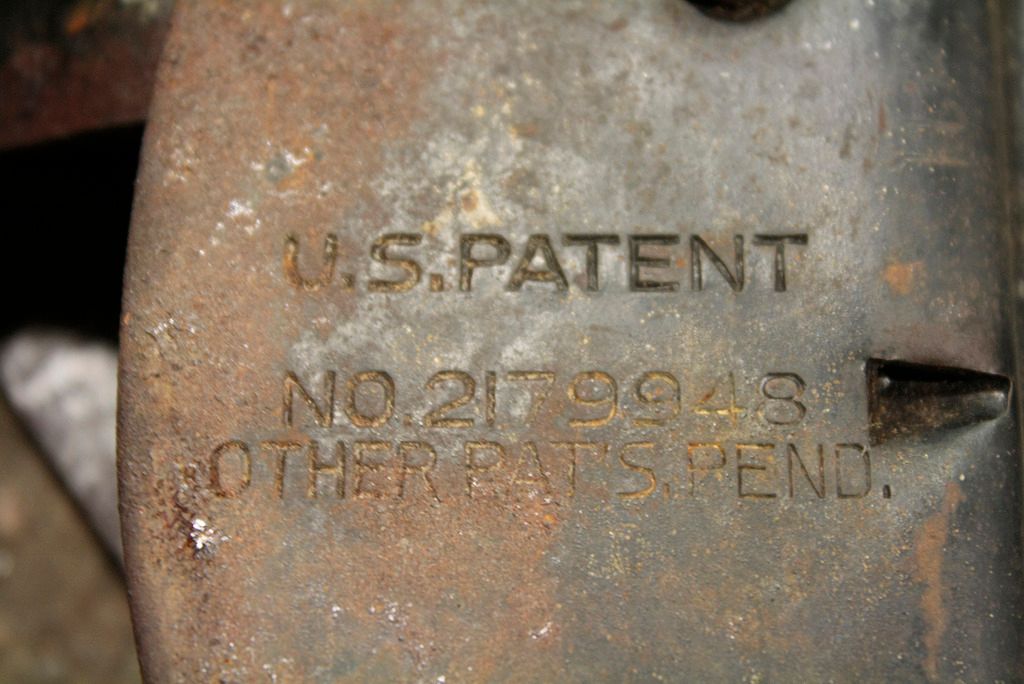 U.S.PATENT
NO.2179948
OTHER PAT'S.PEND.